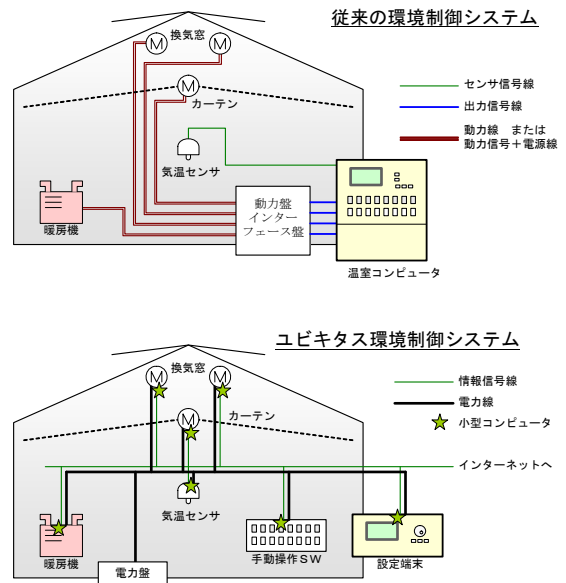 従来の環境制御システム
換気窓
M
M
M
カーテン
センサ信号線
出力信号線
動力線 または
動力信号＋電源線
気温センサ
動力盤
インター
フェース盤
暖房機
温室コンピュータ
ユビキタス環境制御システム
換気窓
M
M
M
カーテン
情報信号線
電力線
小型コンピュータ
インターネットへ
気温センサ
暖房機
手動操作ＳＷ
設定端末
電力盤